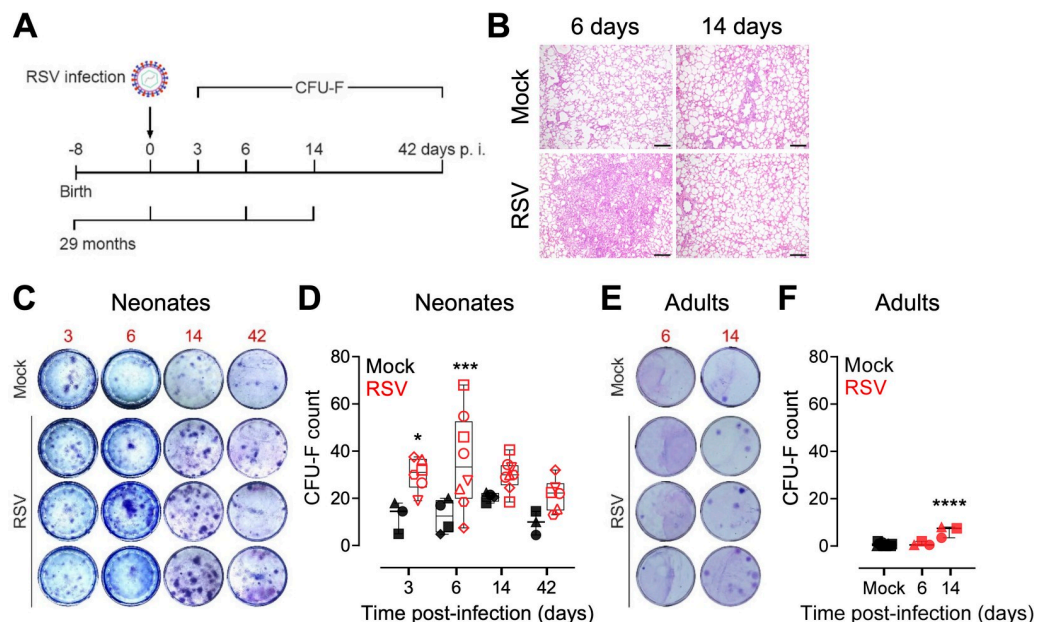 A
RSV infection
CFU-F
-8 0 3 6 14 42 days p. i.
Birth
29 months
B
6 days 14 days
Mock
RSV
C Neonates
3 6 14 42
Mock
RSV
D Neonates
Mock
RSV
***
*
80
60
40
20
0
CFU-F count
3 6 14 42
Time post-infection (days)
E Adults
6 14
Mock
RSV
F Adults
Mock
RSV
****
80
60
40
20
0
CFU-F count
Mock 6 14
Time post-infection (days)